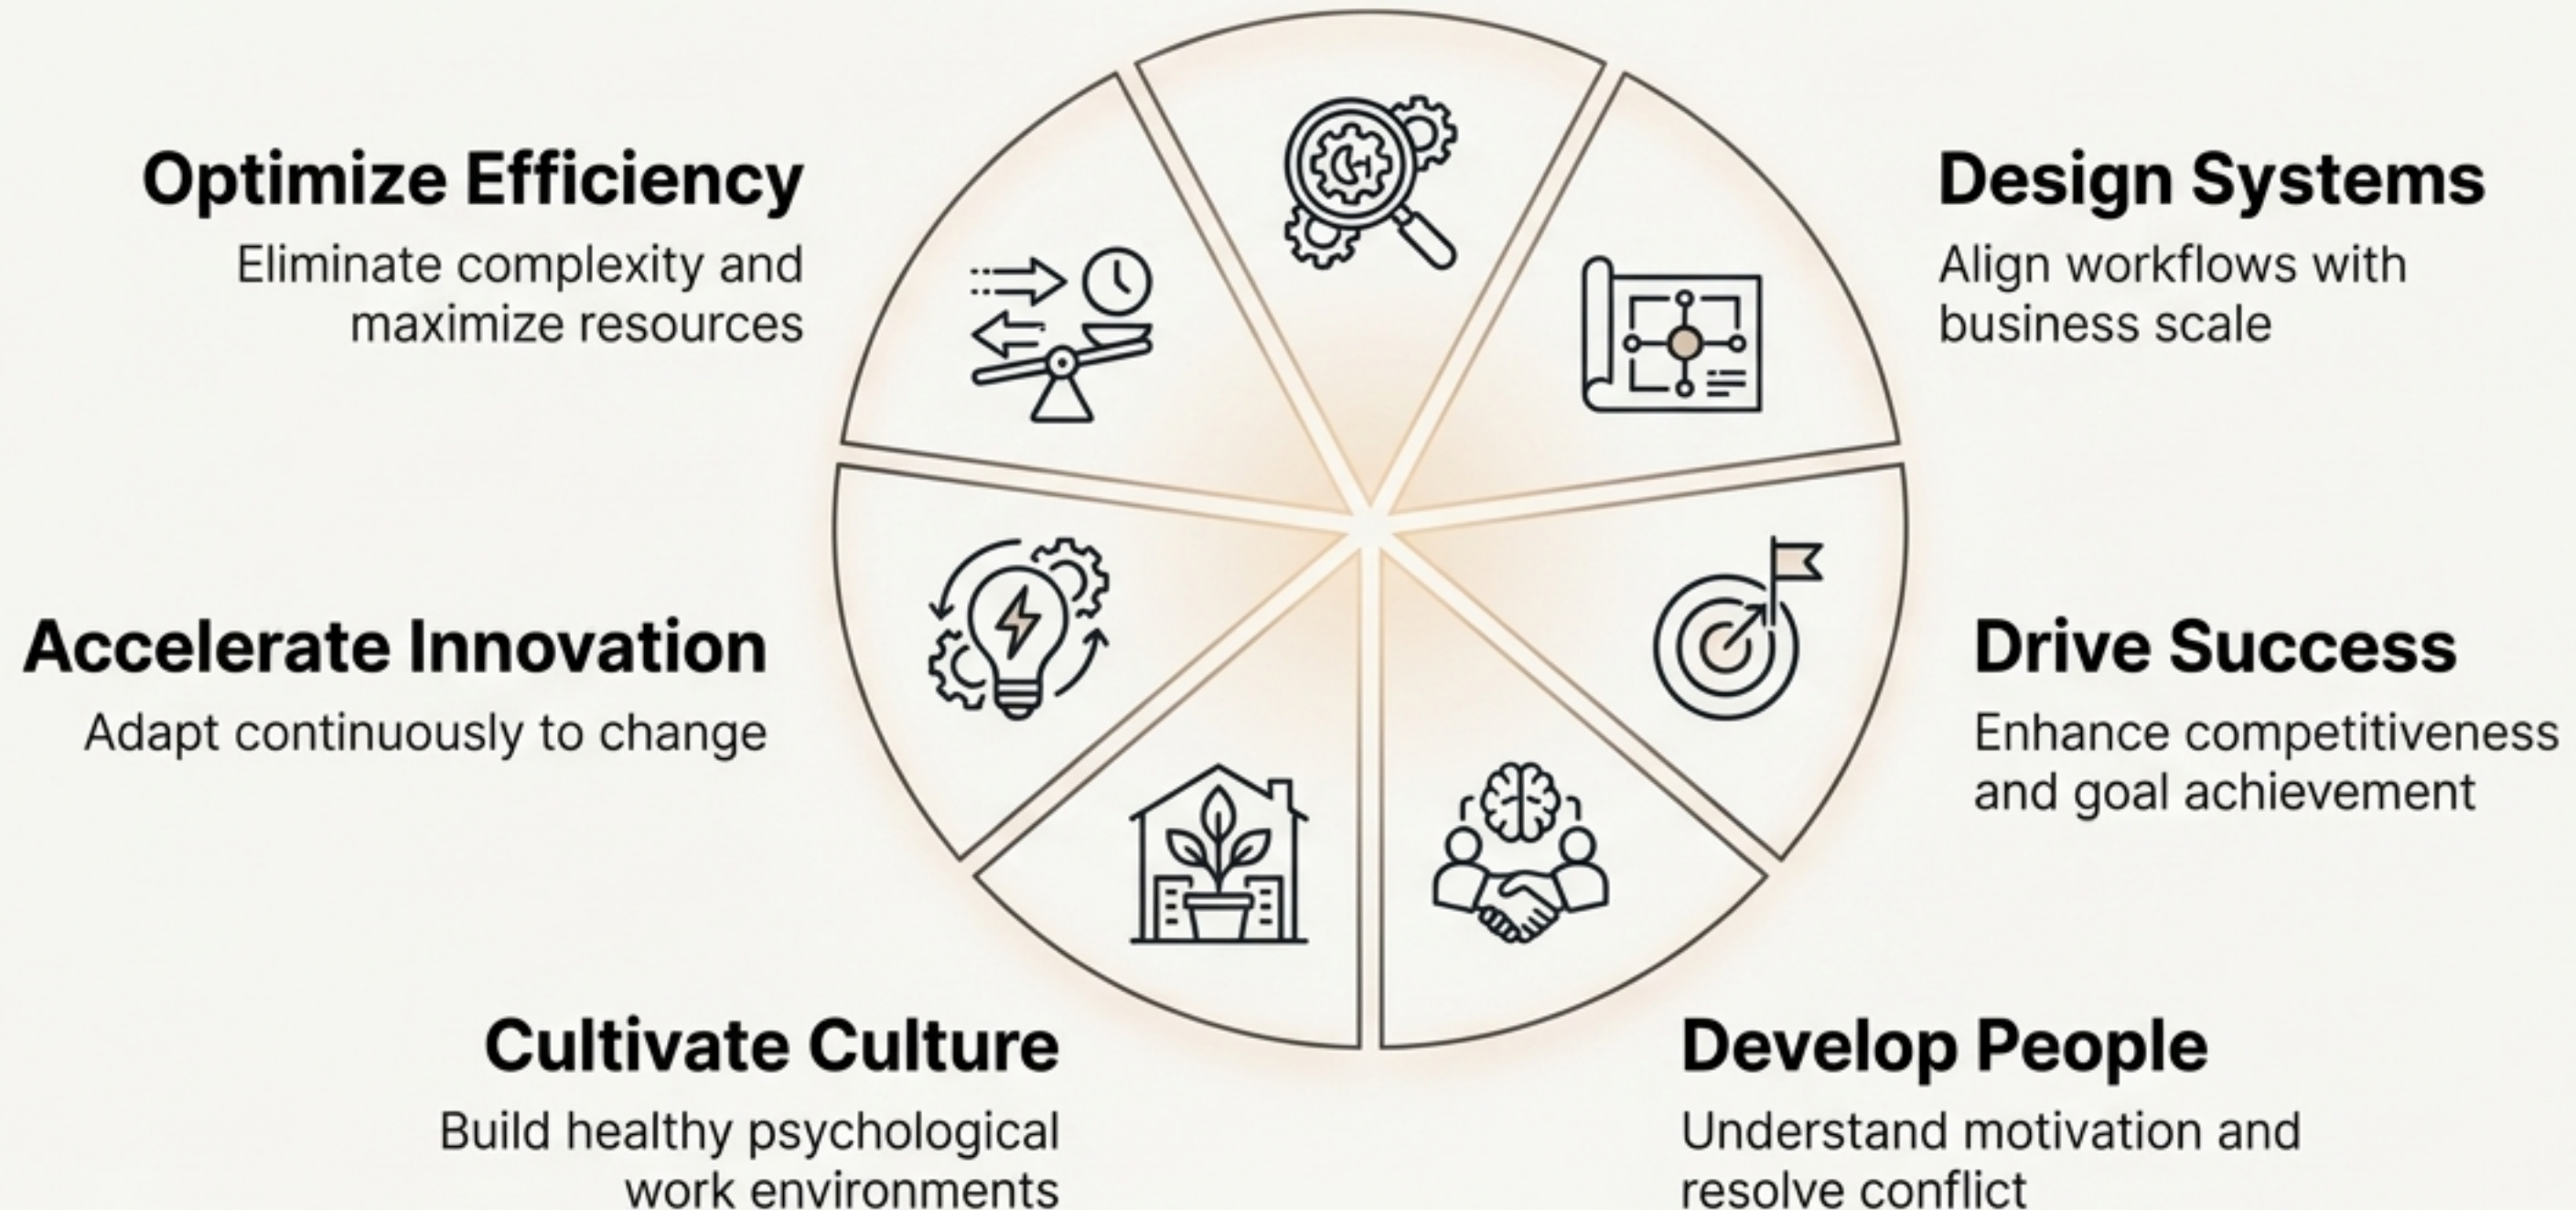 Optimize Efficiency
Eliminate complexity and
maximize resources
Design Systems
Align workflows with
business scale
Accelerate Innovation
Adapt continuously to change
Drive Success
Enhance competitiveness
and goal achievement
Cultivate Culture
Build healthy psychological
work environments
Develop People
Understand motivation and
resolve conflict